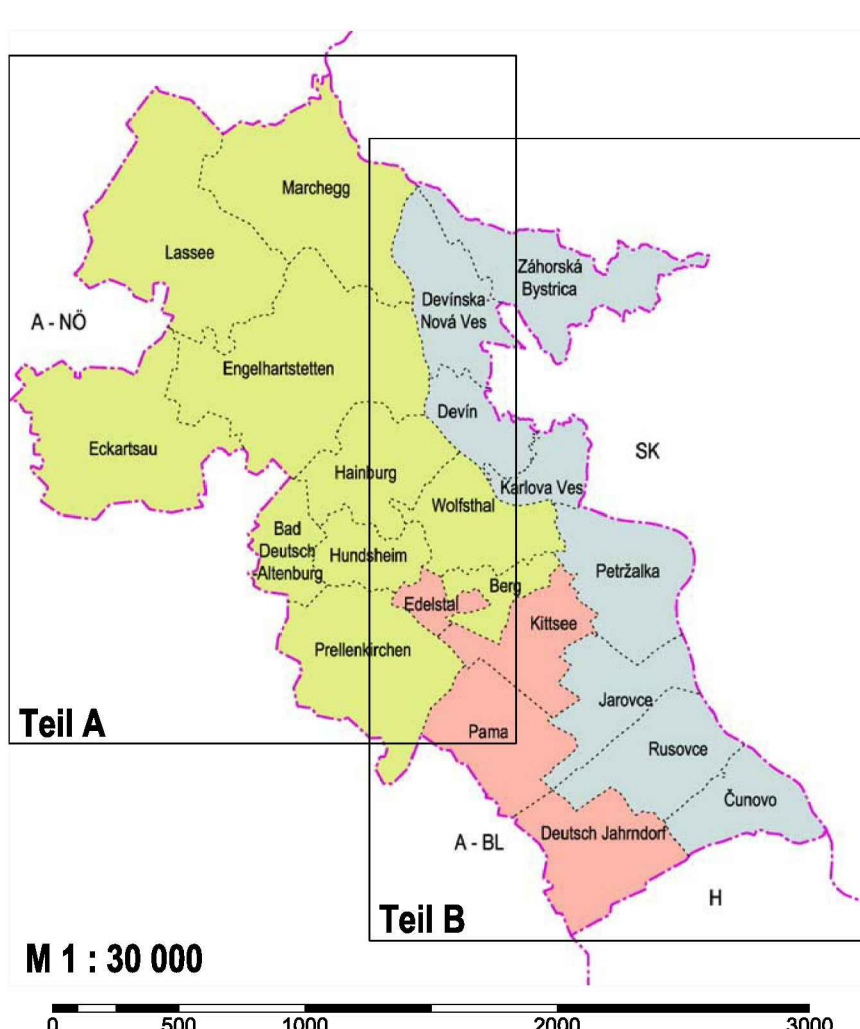 Marchegg
Lassee
Záhorská
Bystrica
Devínska
Nová Ves
A - NÖ
Engelhartstetten
Devín
Eckartsau
SK
Hainburg
Karlova Ves
Wolfsthal
Bad
Deutsch
-Altenburg
Hundsheim
Petržalka
Berg
Edelstal
Kittsee
Prellenkirchen
Jarovce
Teil A
Pama
Rusovce
Čunovo
A - BL
Deutsch Jahrndorf
H
Teil B
M 1 : 30 000
0 500 1000 2000 3000